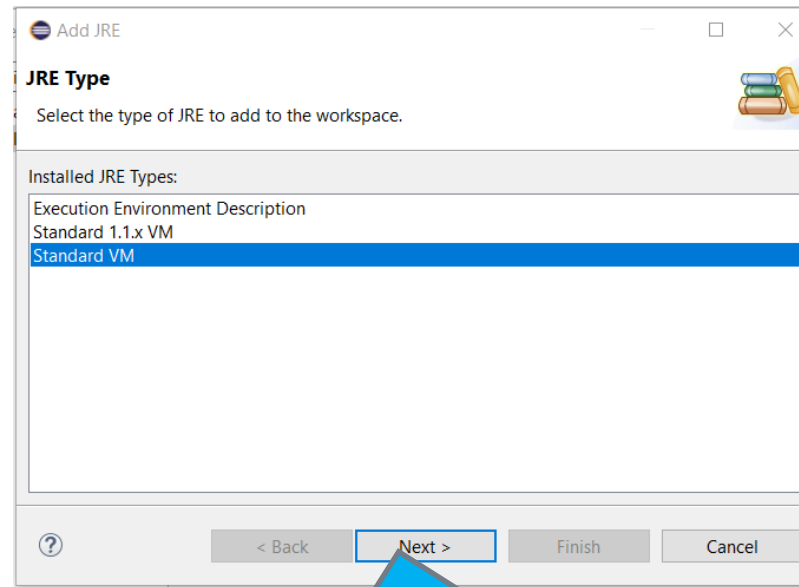 Add JRE
JRE Type
Select the type of JRE to add to the workspace.
Installed JRE Types:
Execution Environment Description
Standard 1.1.x VM
Standard VM
< Back Next > Finish Cancel